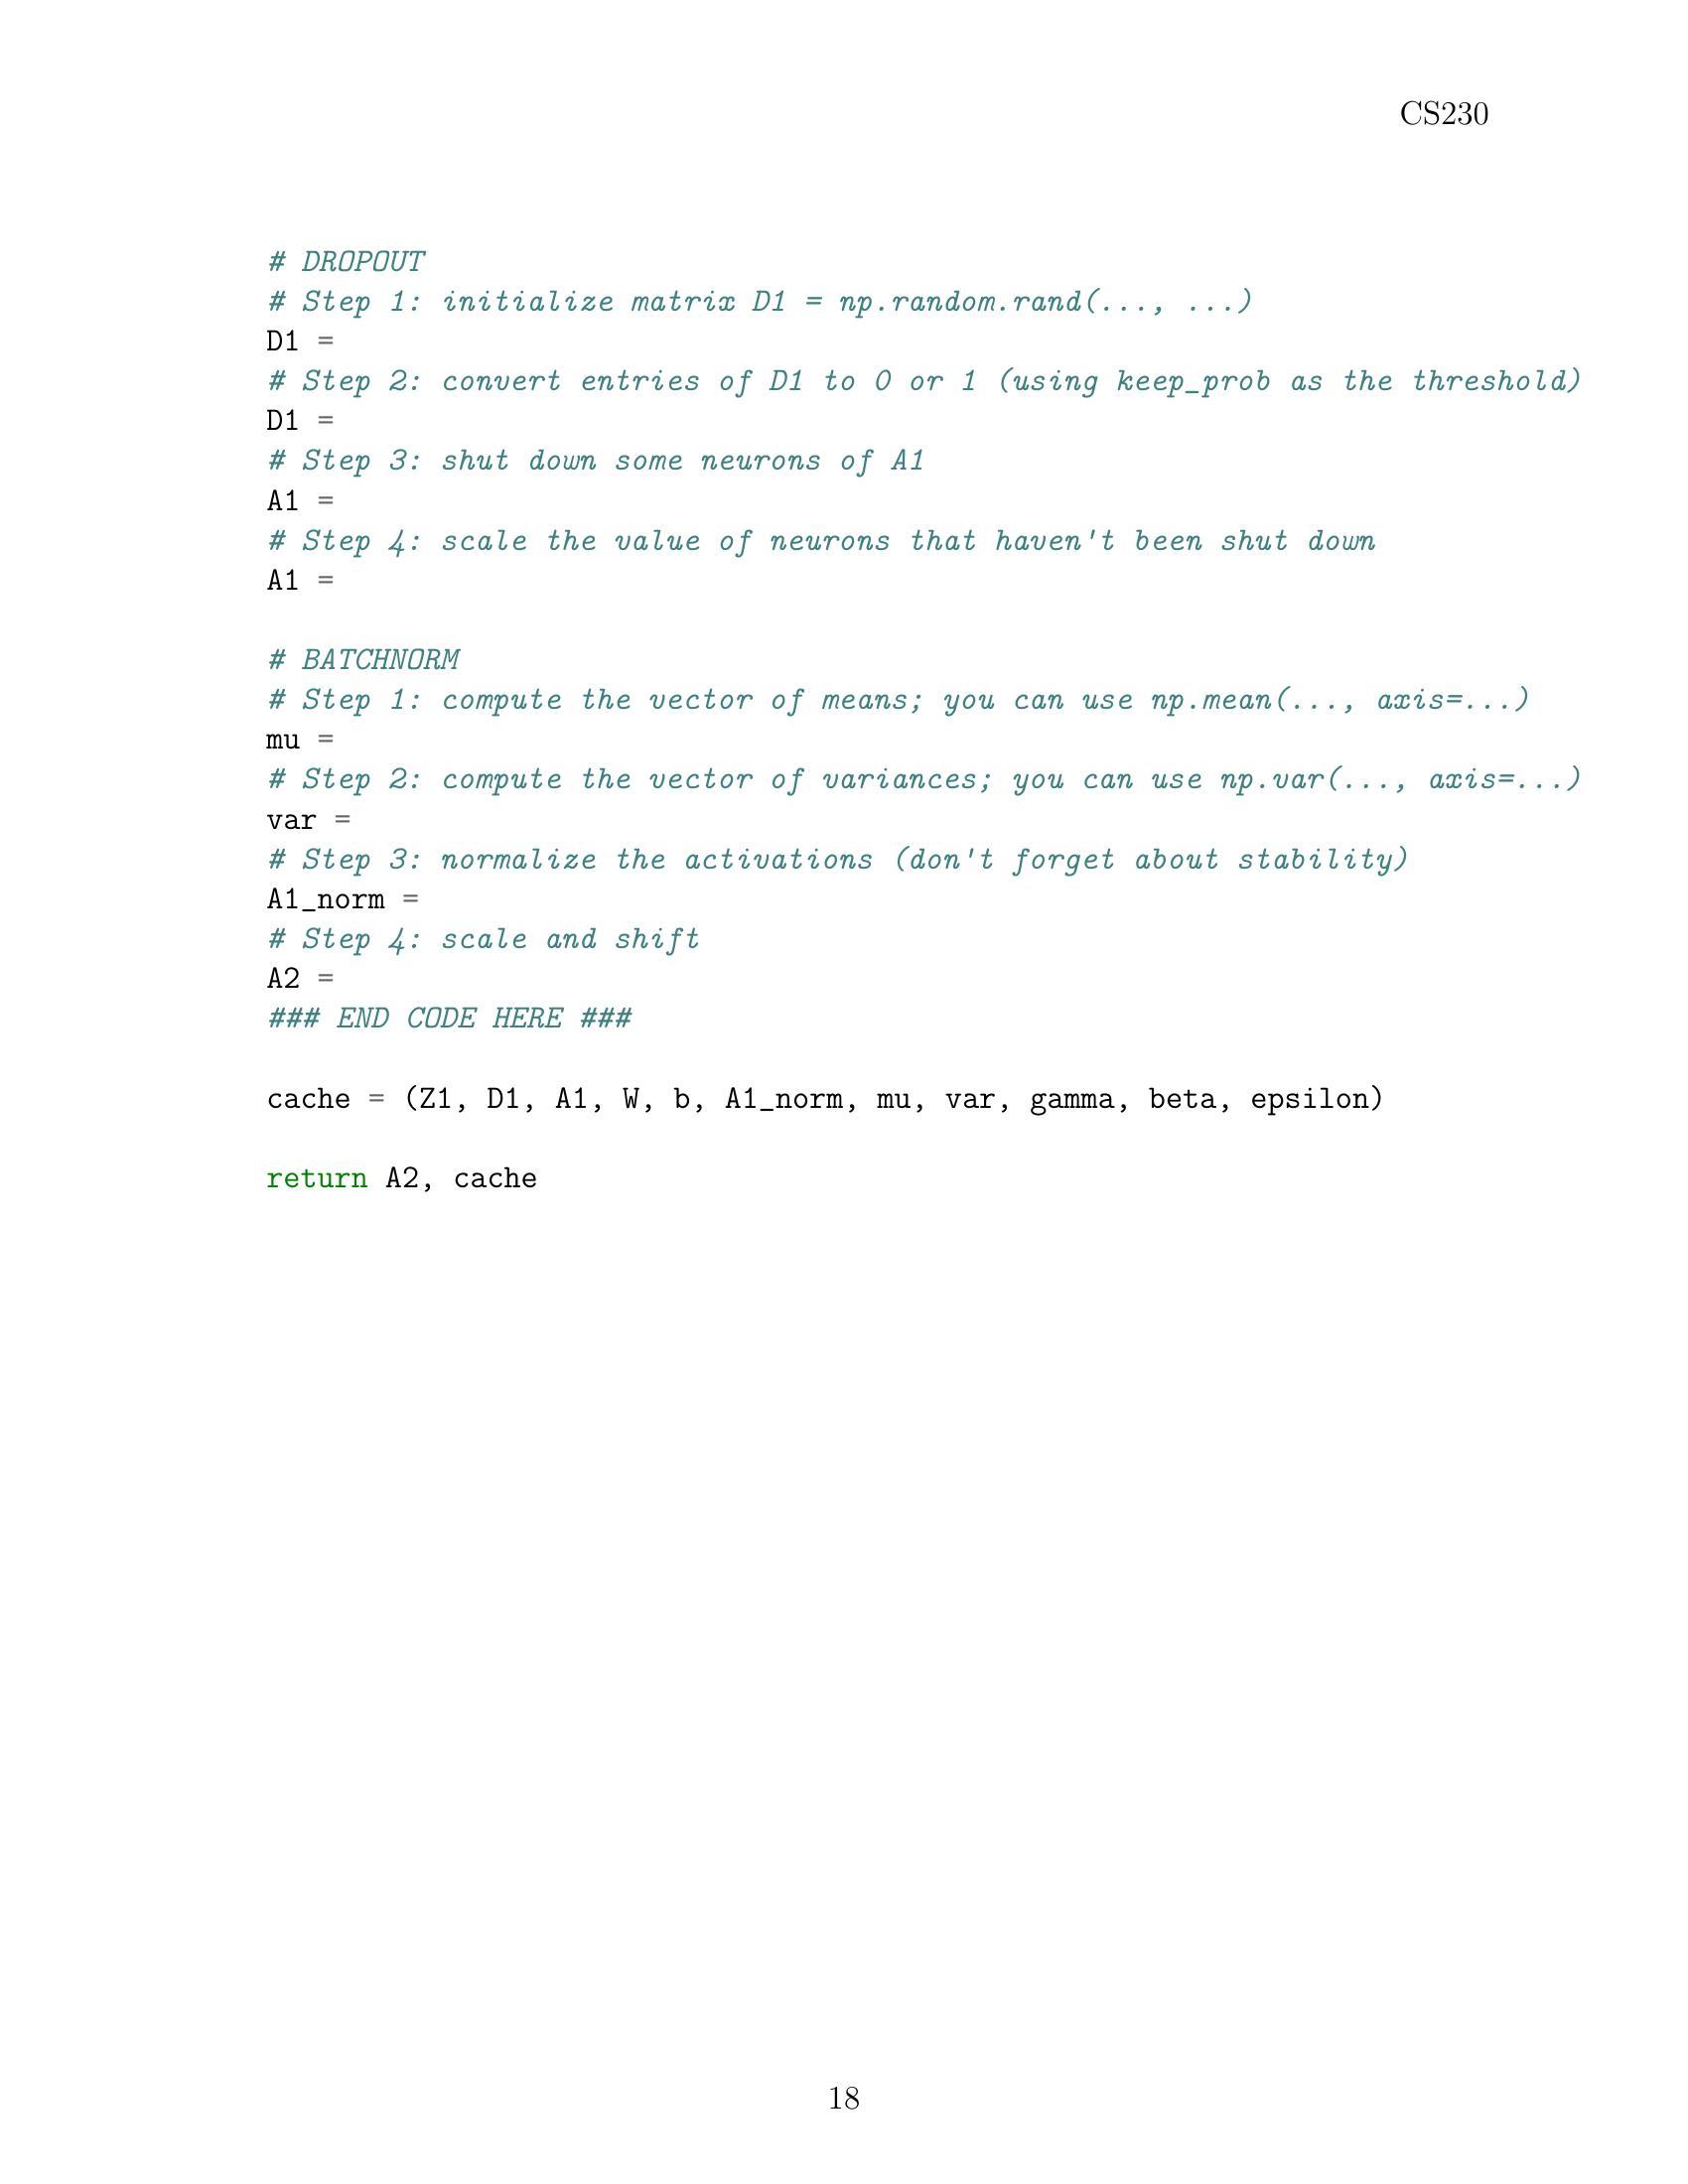 CS230
# DROPOUT
# Step 1: initialize matrix D1 = np.random.rand(..., ...)
D1 =
# Step 2: convert entries of D1 to 0 or 1 (using keep_prob as the threshold)
D1 =
# Step 3: shut down some neurons of A1
A1 =
# Step 4: scale the value of neurons that haven't been shut down
A1 =
# BATCHNORM
# Step 1: compute the vector of means; you can use np.mean(..., axis=...)
mu =
# Step 2: compute the vector of variances; you can use np.var(..., axis=...)
var =
# Step 3: normalize the activations (don't forget about stability)
A1_norm =
# Step 4: scale and shift
A2 =
### END CODE HERE ###
cache = (Z1, D1, A1, W, b, A1_norm, mu, var, gamma, beta, epsilon)
return A2, cache
18